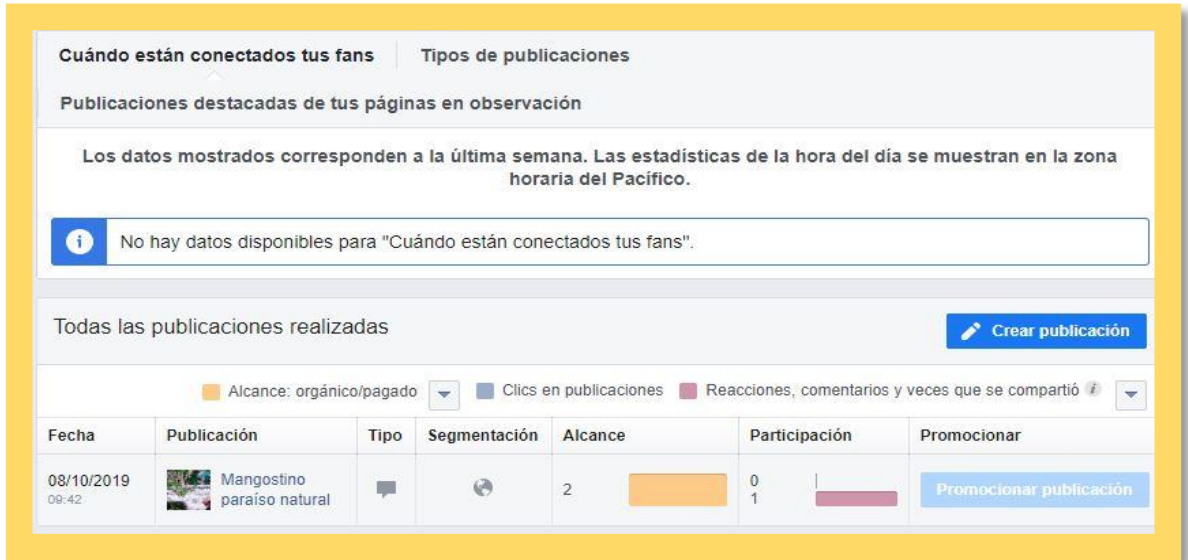 Cuándo están conectados tus fans Tipos de publicaciones
Publicaciones destacadas de tus páginas en observación
Los datos mostrados corresponden a la última semana. Las estadísticas de la hora del día se muestran en la zona
horaria del Pacífico.
No hay datos disponibles para "Cuándo están conectados tus fans".
Todas las publicaciones realizadas
Crear publicación
Alcance: orgánico/pagado Clics en publicaciones Reacciones, comentarios y veces que se compartió i
Fecha Publicación Tipo Segmentación Alcance Participación Promocionar
08/10/2019
09:42
Mangostino
paraíso natural
2
0
1
Promocionar publicación